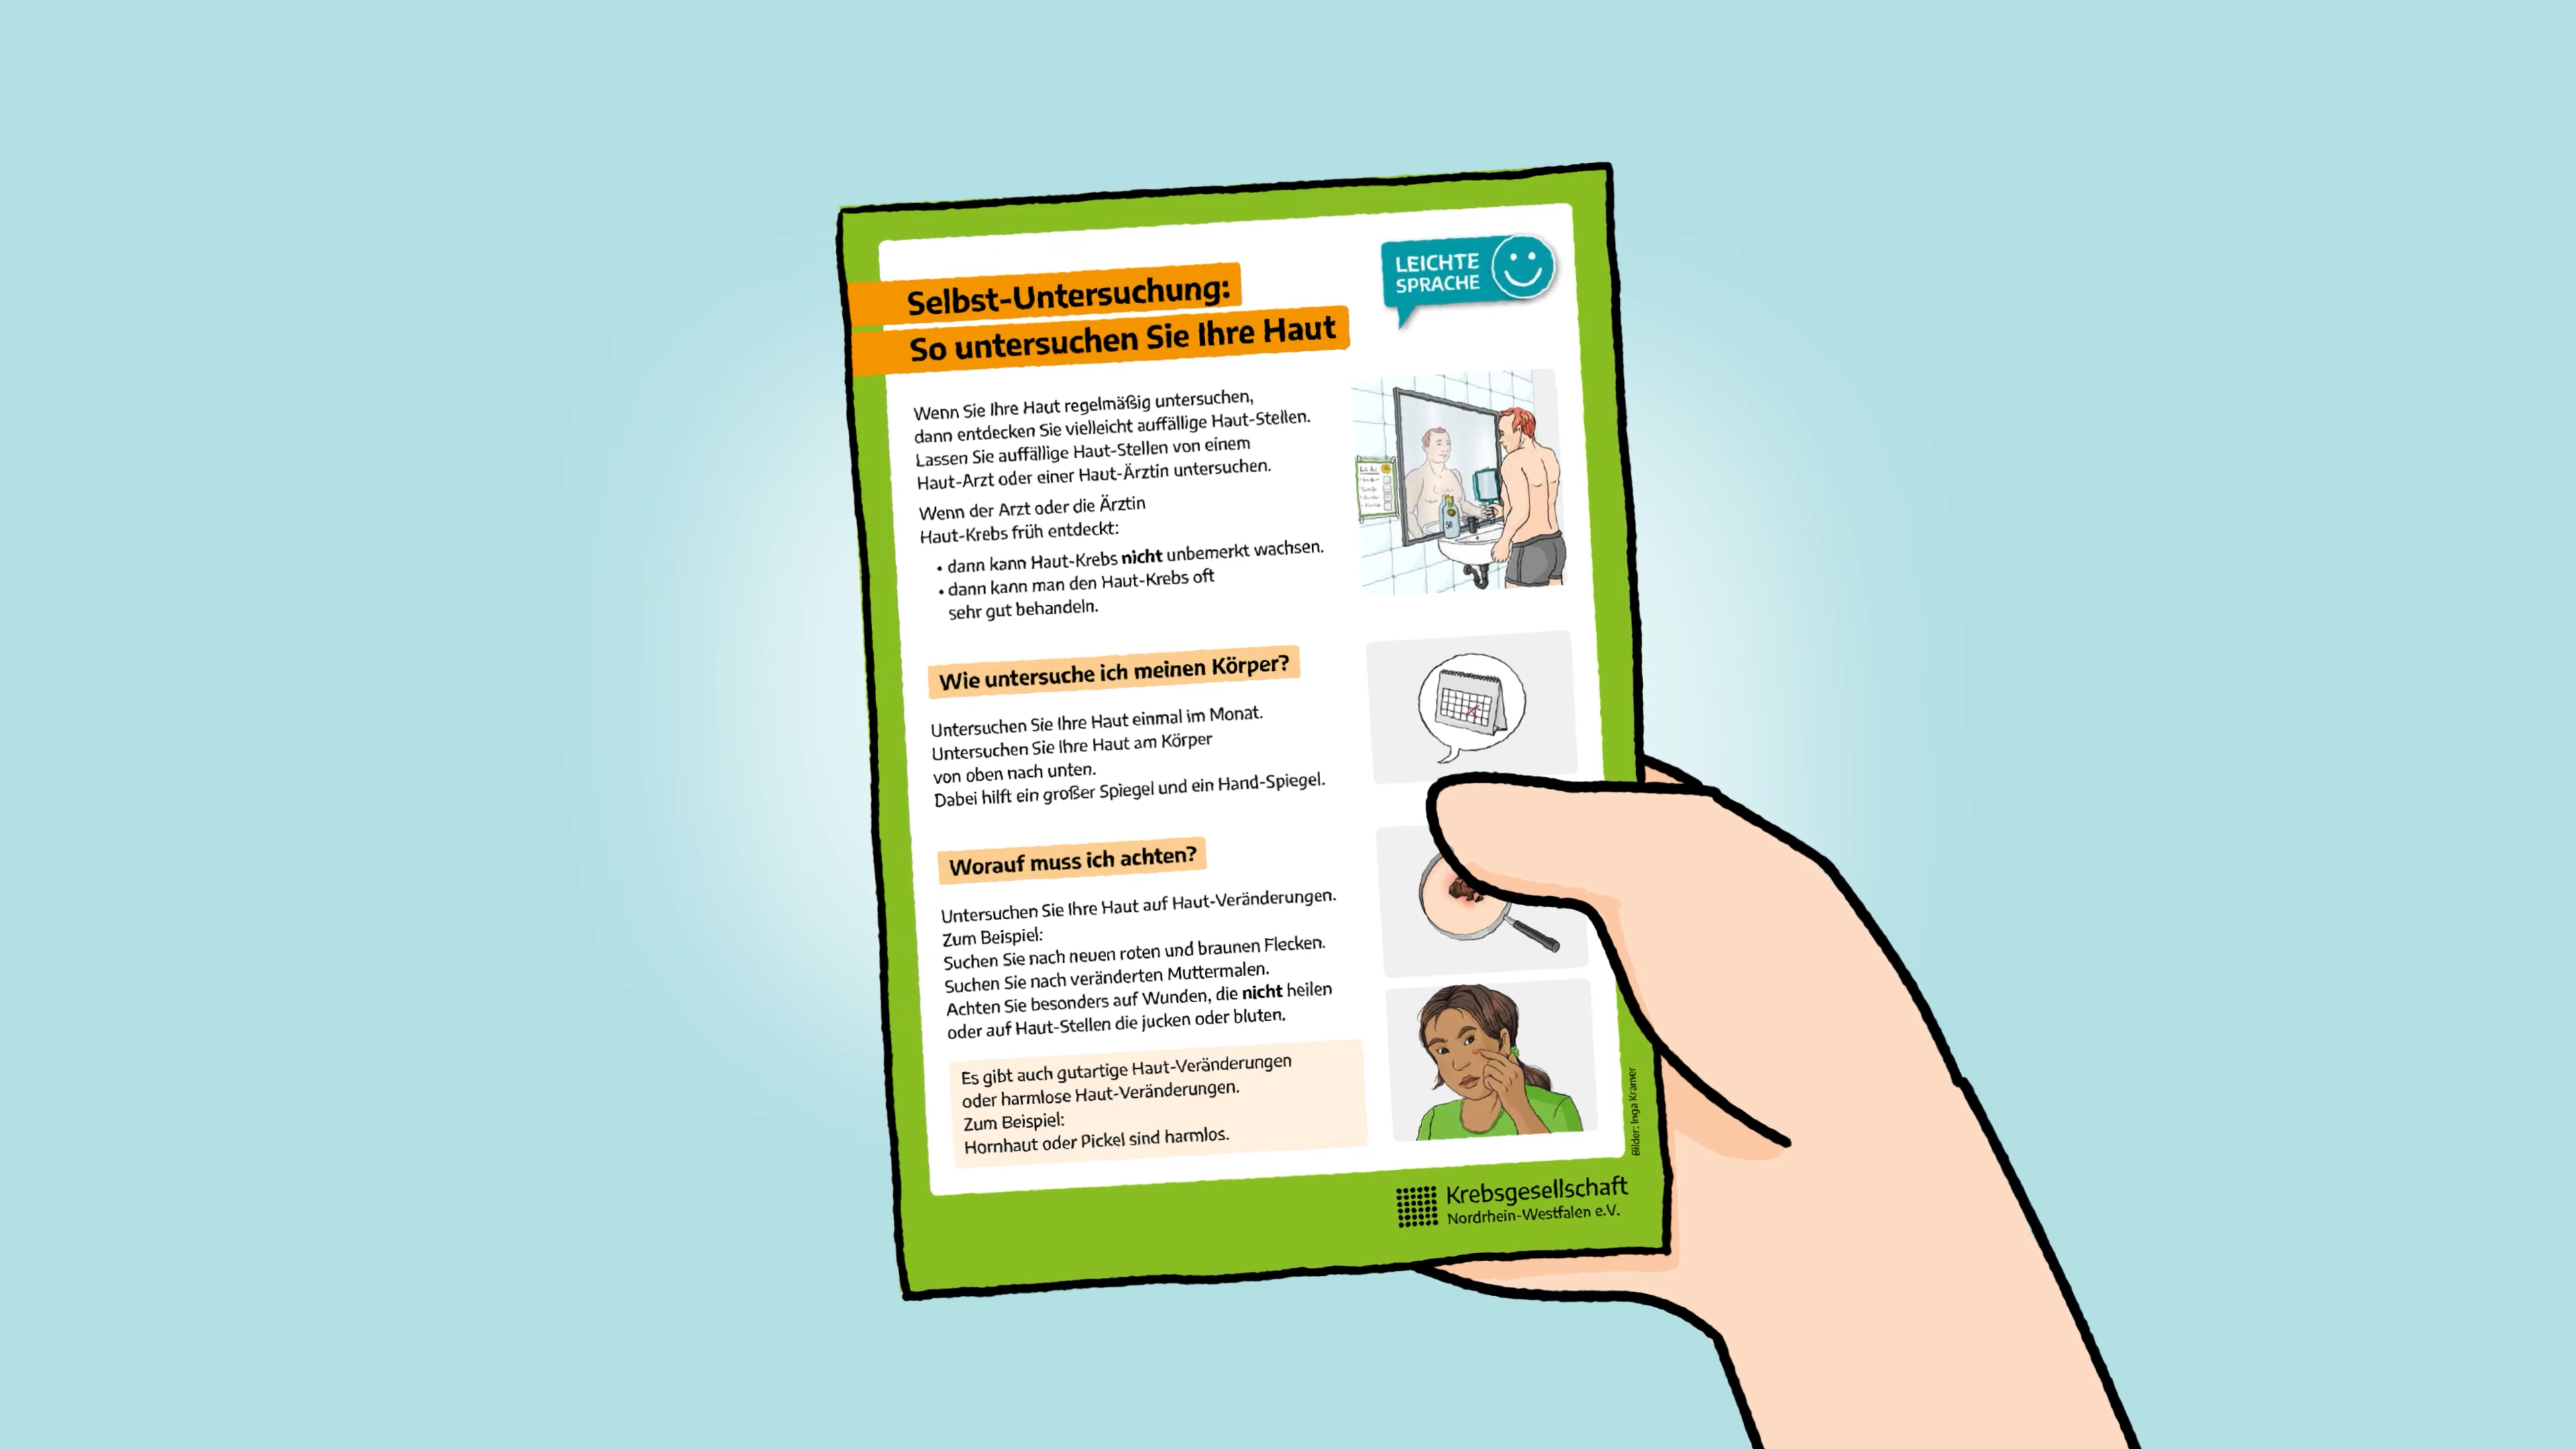 LEICHTE
SPRACHE
Selbst-Untersuchung:
So untersuchen Sie Ihre Haut
Wenn Sie Ihre Haut regelmäßig untersuchen,
dann entdecken Sie vielleicht auffällige Haut-Stellen.
Lassen Sie auffällige Haut-Stellen von einem
Haut-Arzt oder einer Haut-Ärztin untersuchen.
Wenn der Arzt oder die Ärztin
Haut-Krebs früh entdeckt:
• dann kann Haut-Krebs nicht unbemerkt wachsen.
• dann kann man den Haut-Krebs oft
sehr gut behandeln.
50
Wie untersuche ich meinen Körper?
Untersuchen Sie Ihre Haut einmal im Monat.
Untersuchen Sie Ihre Haut am Körper
von oben nach unten.
Dabei hilft ein großer Spiegel und ein Hand-Spiegel.
Worauf muss ich achten?
Untersuchen Sie Ihre Haut auf Haut-Veränderungen.
Zum Beispiel:
Suchen Sie nach neuen roten und braunen Flecken.
Suchen Sie nach veränderten Muttermalen.
Achten Sie besonders auf Wunden, die nicht heilen
oder auf Haut-Stellen die jucken oder bluten.
Es gibt auch gutartige Haut-Veränderungen
oder harmlose Haut-Veränderungen.
Zum Beispiel:
Hornhaut oder Pickel sind harmlos.
Bilder: Inga Kramer
Krebsgesellschaft
Nordrhein-Westfalen e.V.